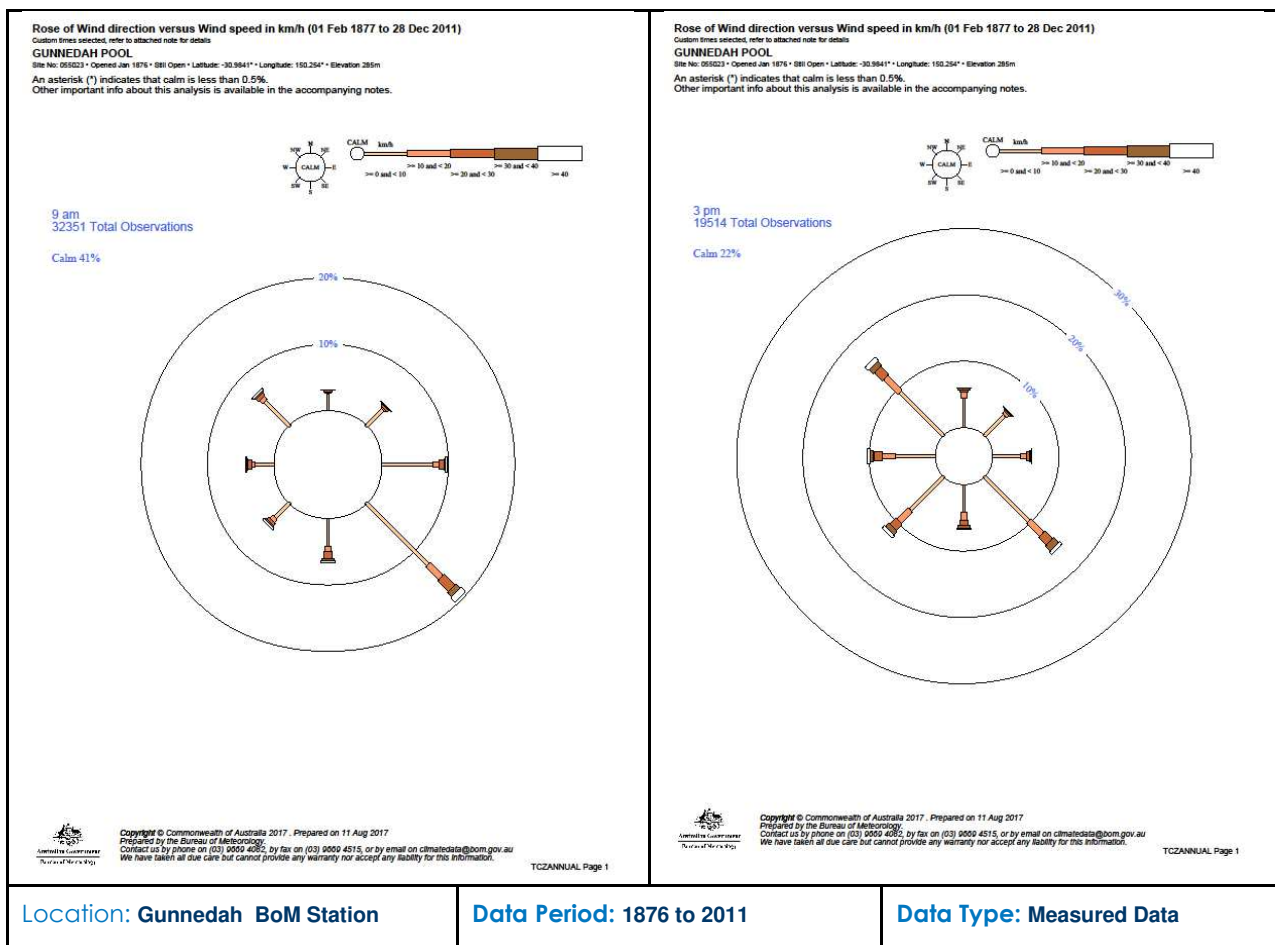 Rose of Wind direction versus Wind speed in km/h (01 Feb 1877 to 28 Dec 2011)
Custom times selected, refer to attached note for details
GUNNEDAH POOL
Site No: 055023 • Opened Jan 1876 • Still Open • Latitude: -30.9841° • Longitude: 150.254° • Elevation 285m
An asterisk (*) indicates that calm is less than 0.5%.
Other important info about this analysis is available in the accompanying notes.
N
NW NE
W CALM E
SW SE
S
CALM km/h
>= 10 and < 20 >= 30 and < 40
>= 0 and < 10 >= 20 and < 30 >= 40
9 am
32351 Total Observations
Calm 41%
20%
10%
Australian Government
Bureau of Meteorology
Copyright © Commonwealth of Australia 2017 . Prepared on 11 Aug 2017
Prepared by the Bureau of Meteorology.
Contact us by phone on (03) 9669 4082, by fax on (03) 9669 4515, or by email on climatedata@bom.gov.au
We have taken all due care but cannot provide any warranty nor accept any liability for this information.
TCZANNUAL Page 1
Rose of Wind direction versus Wind speed in km/h (01 Feb 1877 to 28 Dec 2011)
Custom times selected, refer to attached note for details
GUNNEDAH POOL
Site No: 055023 • Opened Jan 1876 • Still Open • Latitude: -30.9841° • Longitude: 150.254° • Elevation 285m
An asterisk (*) indicates that calm is less than 0.5%.
Other important info about this analysis is available in the accompanying notes.
N
NW NE
W CALM E
SW SE
S
CALM km/h
>= 10 and < 20 >= 30 and < 40
>= 0 and < 10 >= 20 and < 30 >= 40
3 pm
19514 Total Observations
Calm 22%
30%
20%
10%
Australian Government
Bureau of Meteorology
Copyright © Commonwealth of Australia 2017 . Prepared on 11 Aug 2017
Prepared by the Bureau of Meteorology.
Contact us by phone on (03) 9669 4082, by fax on (03) 9669 4515, or by email on climatedata@bom.gov.au
We have taken all due care but cannot provide any warranty nor accept any liability for this information.
TCZANNUAL Page 1
Location: Gunnedah BoM Station
Data Period: 1876 to 2011
Data Type: Measured Data